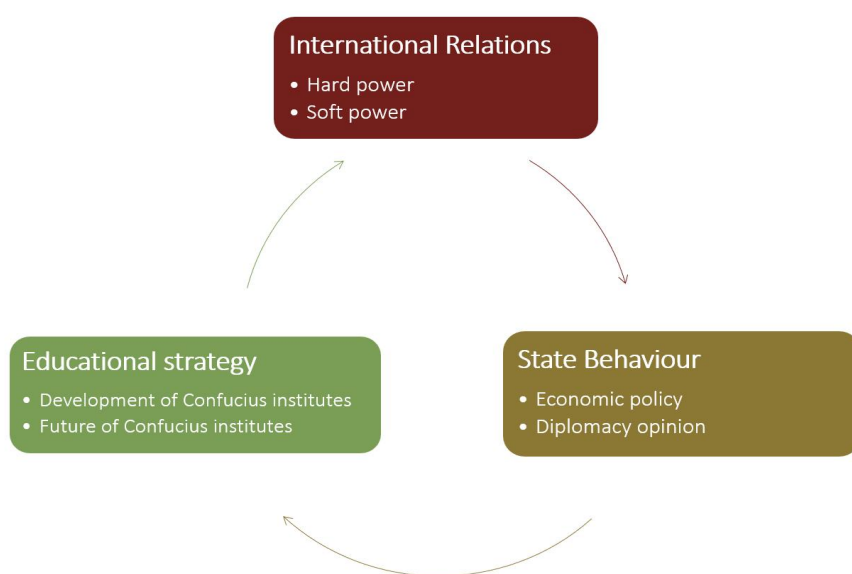 International Relations
• Hard power
• Soft power
Educational strategy
• Development of Confucius institutes
• Future of Confucius institutes
State Behaviour
• Economic policy
• Diplomacy opinion